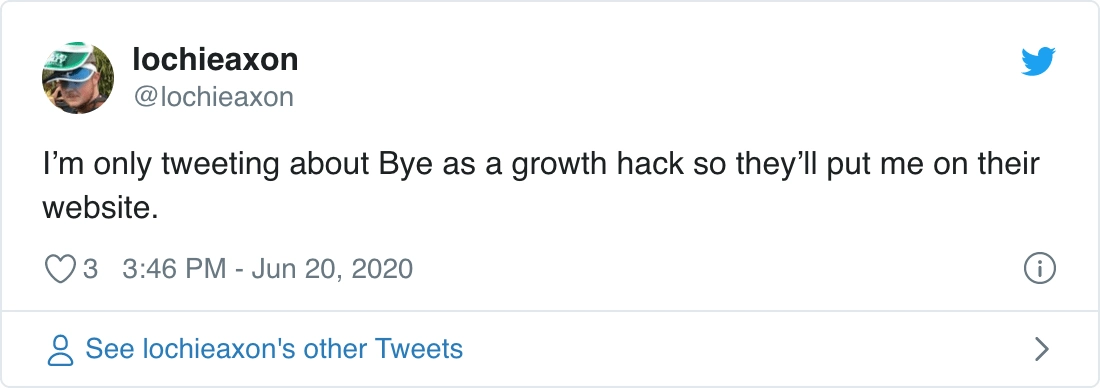 lochieaxon
@lochieaxon
I’m only tweeting about Bye as a growth hack so they’ll put me on their
website.
3 3:46 PM - Jun 20, 2020
See lochieaxon's other Tweets